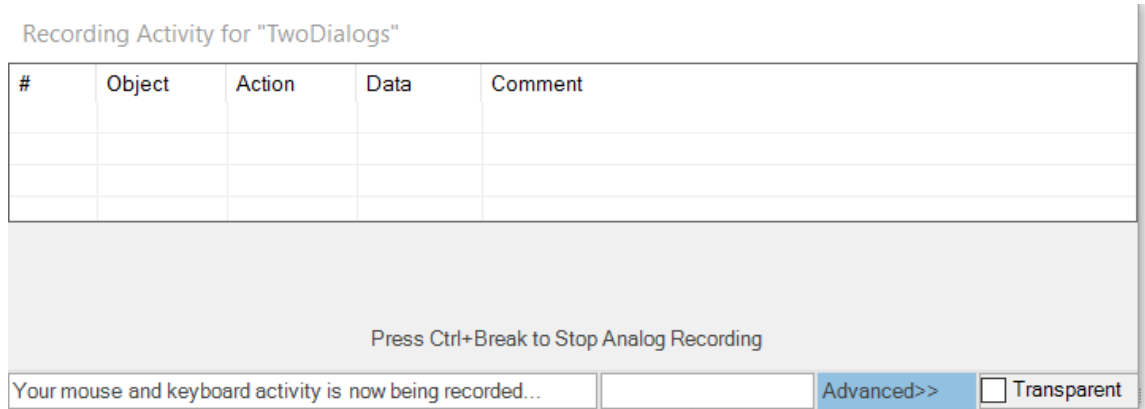 Recording Activity for "TwoDialogs"
# Object Action Data Comment
Press Ctrl+Break to Stop Analog Recording
Your mouse and keyboard activity is now being recorded... Advanced>> Transparent